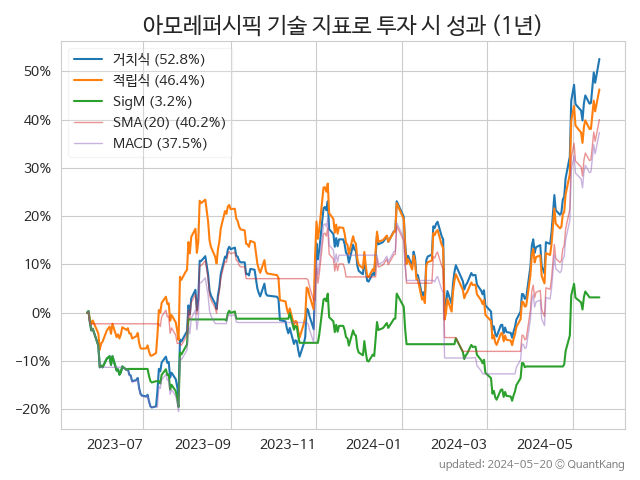 아모레퍼시픽 기술 지표로 투자 시 성과 (1년)
거치식 (52.8%)
적립식 (46.4%)
SigM (3.2%)
SMA(20) (40.2%)
MACD (37.5%)
50%
40%
30%
20%
10%
0%
−10%
−20%
2023-07
2023-09
2023-11
2024-01
2024-03
2024-05
updated: 2024-05-20 © QuantKang